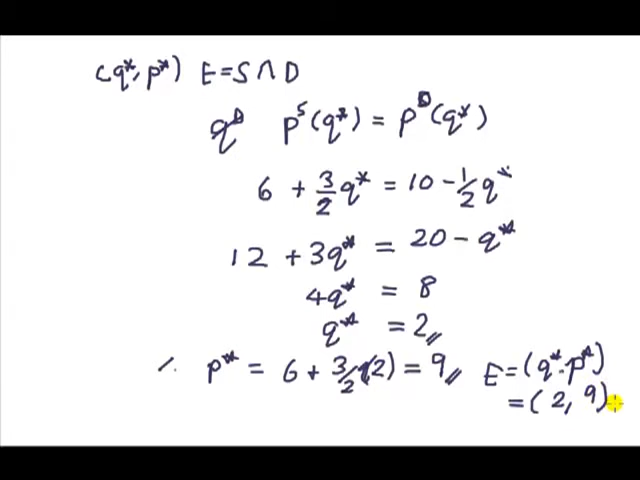 (q*, p*) E = S ∩ D
q^D p^S(q*) = p^D(q*)
6 + 3/2 q* = 10 - 1/2 q*
12 + 3q* = 20 - q*
4q* = 8
q* = 2
∴ p* = 6 + 3/2 (2) = 9 E = (q*, p*)
= (2, 9)